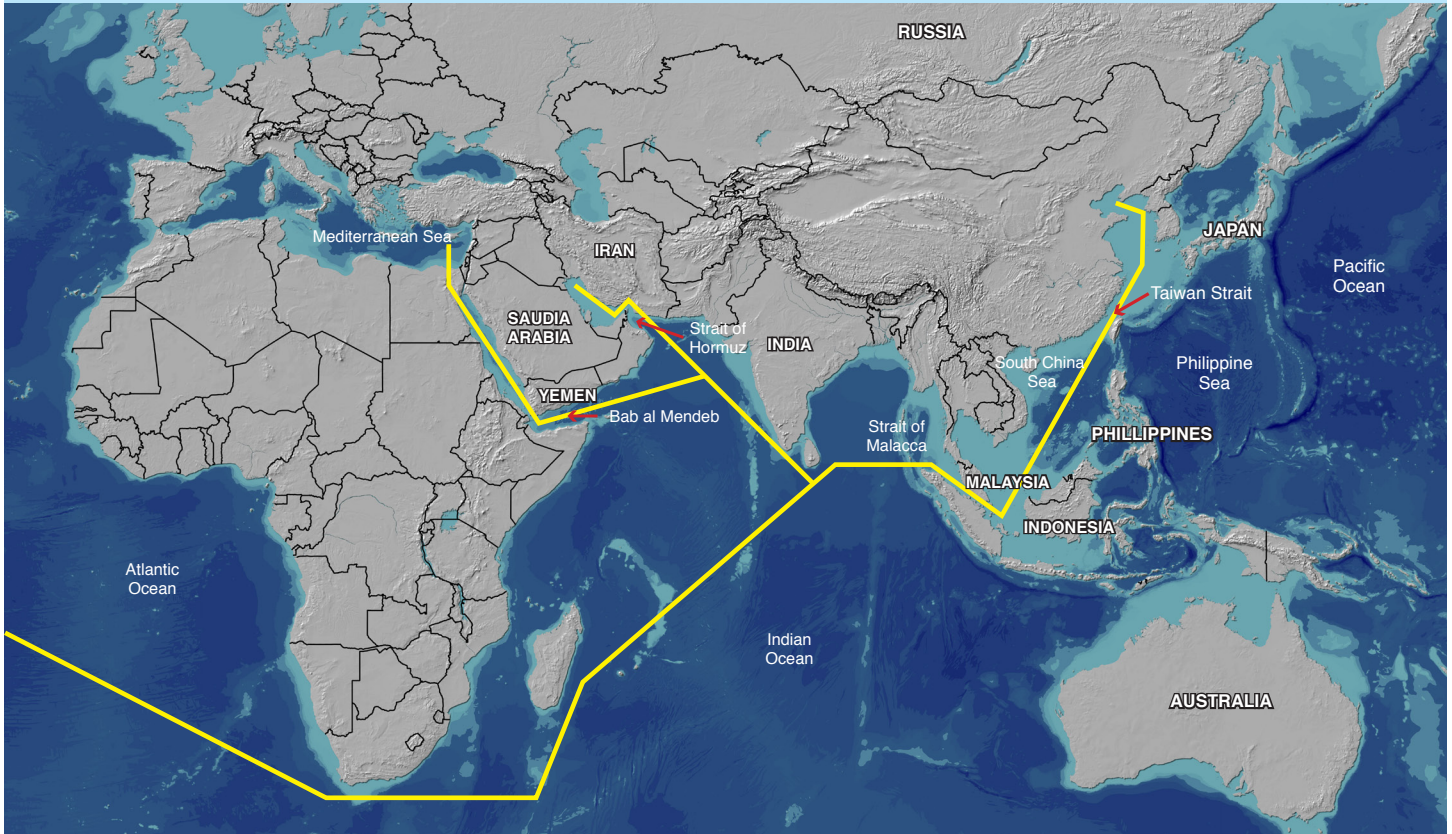 RUSSIA
Mediterranean Sea
IRAN
JAPAN
Pacific
Ocean
Taiwan Strait
SAUDIA
ARABIA
Strait of
Hormuz
INDIA
South China
Sea
Philippine
Sea
YEMEN
Bab al Mendeb
Strait of
Malacca
PHILLIPPINES
MALAYSIA
INDONESIA
Atlantic
Ocean
Indian
Ocean
AUSTRALIA